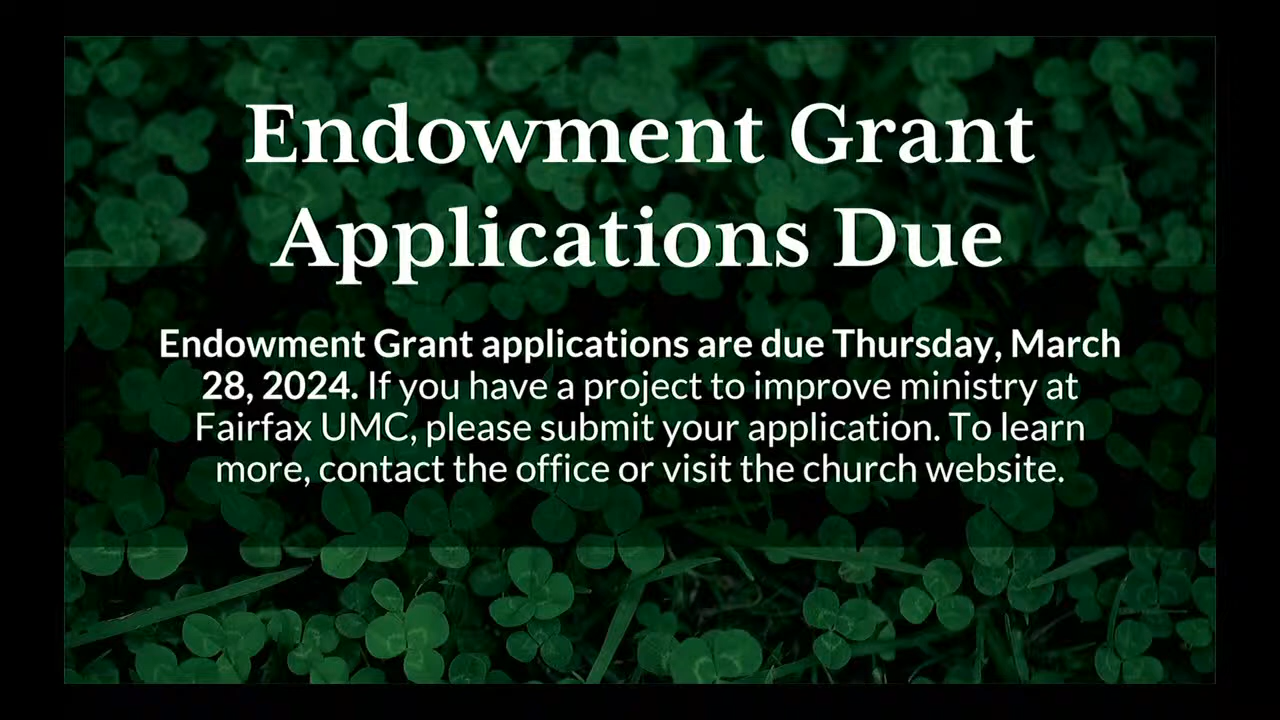 Endowment Grant
Applications Due
Endowment Grant applications are due Thursday, March
28, 2024. If you have a project to improve ministry at
Fairfax UMC, please submit your application. To learn
more, contact the office or visit the church website.